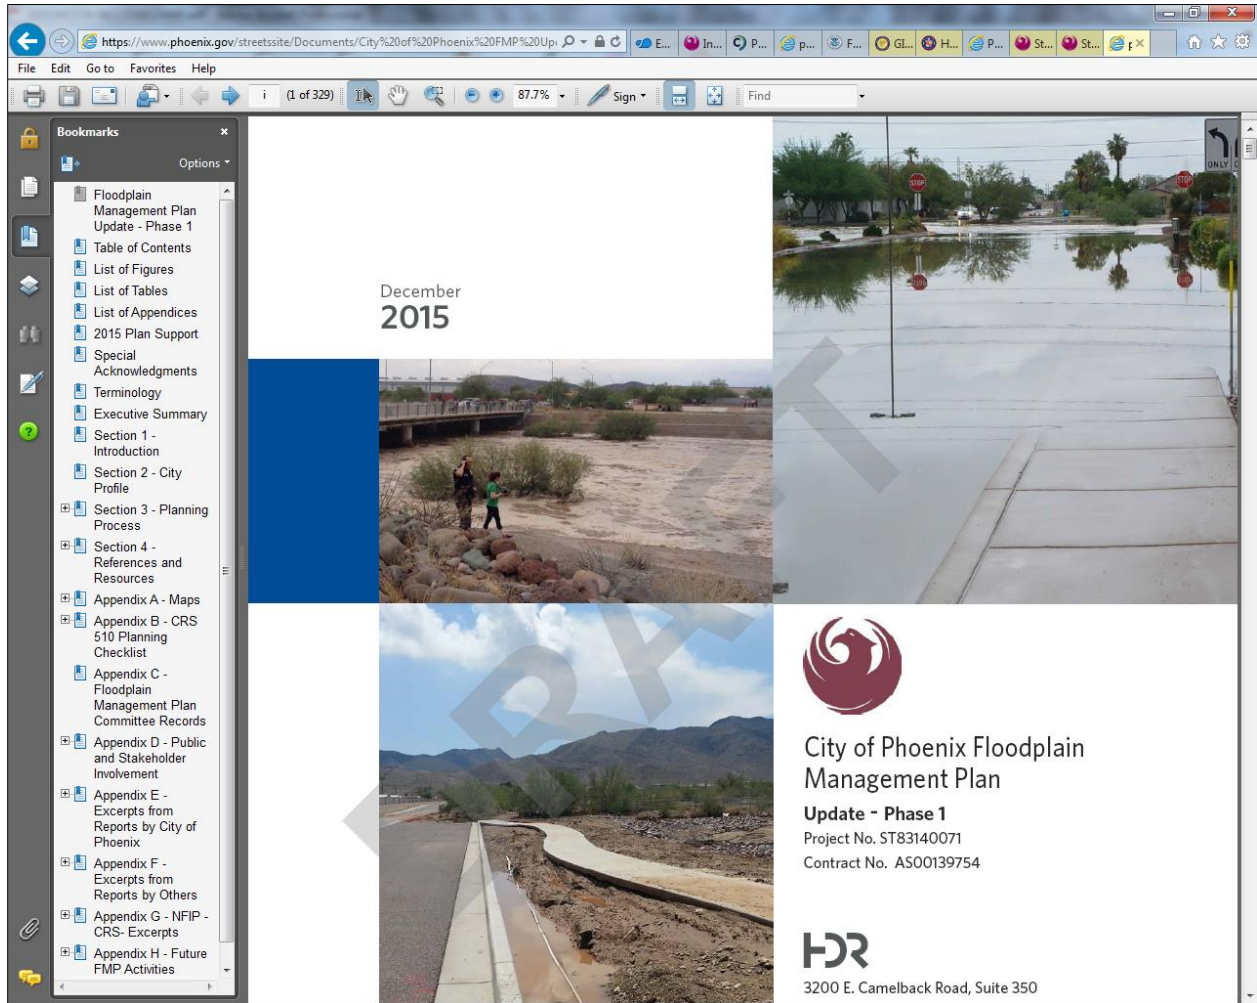 https://www.phoenix.gov/streetssite/Documents/City%20of%20Phoenix%20FMP%20Up
E...
In...
P...
p...
F...
GI...
H...
P...
St...
St...
File Edit Go to Favorites Help
i (1 of 329) 87.7% Sign Find
Bookmarks
Options
Floodplain
Management Plan
Update - Phase 1
Table of Contents
List of Figures
List of Tables
List of Appendices
2015 Plan Support
Special
Acknowledgments
Terminology
Executive Summary
Section 1 -
Introduction
Section 2 - City
Profile
Section 3 - Planning
Process
Section 4 -
References and
Resources
Appendix A - Maps
Appendix B - CRS
510 Planning
Checklist
Appendix C -
Floodplain
Management Plan
Committee Records
Appendix D - Public
and Stakeholder
Involvement
Appendix E -
Excerpts from
Reports by City of
Phoenix
Appendix F -
Excerpts from
Reports by Others
Appendix G - NFIP -
CRS- Excerpts
Appendix H - Future
FMP Activities
December
2015
ONLY
STOP
STOP
DRAFT
City of Phoenix Floodplain
Management Plan
Update - Phase 1
Project No. ST83140071
Contract No. AS00139754
HDR
3200 E. Camelback Road, Suite 350